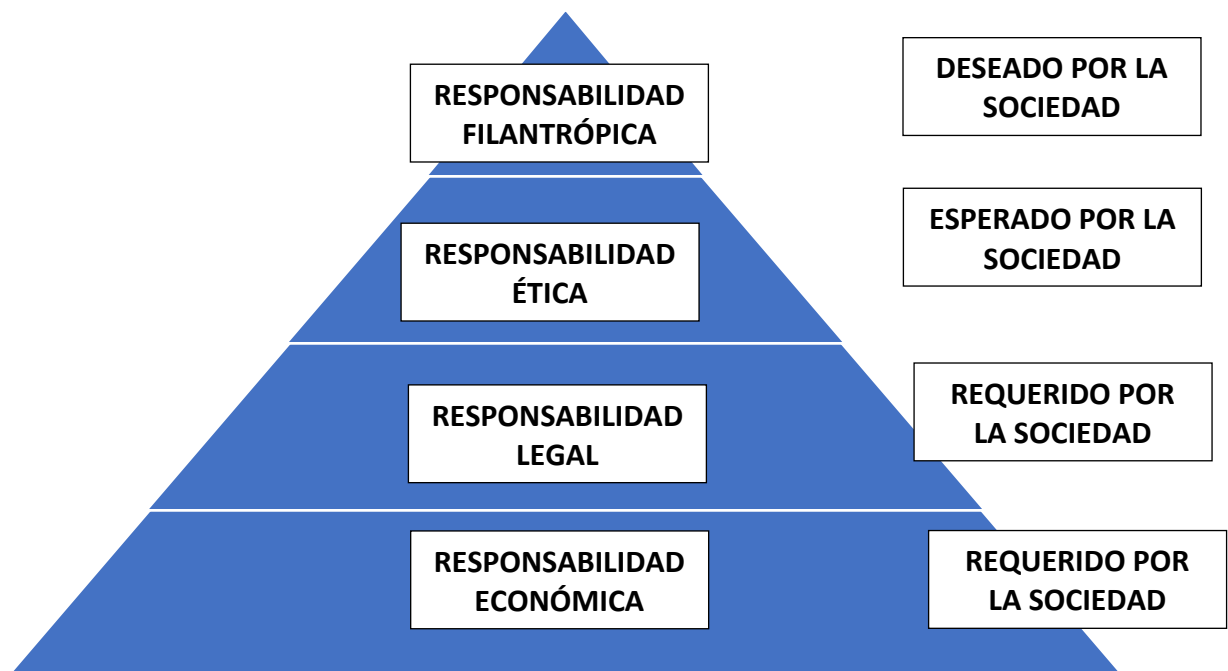 RESPONSABILIDAD
FILANTRÓPICA
DESEADO POR LA
SOCIEDAD
RESPONSABILIDAD
ÉTICA
ESPERADO POR LA
SOCIEDAD
RESPONSABILIDAD
LEGAL
REQUERIDO POR
LA SOCIEDAD
RESPONSABILIDAD
ECONÓMICA
REQUERIDO POR
LA SOCIEDAD